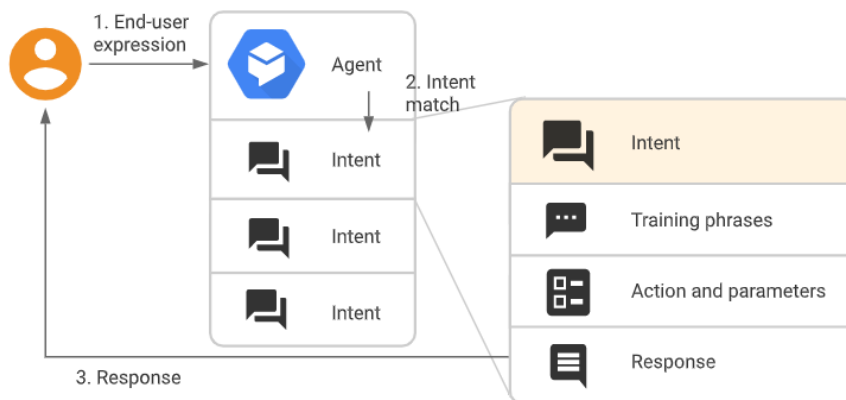 1. End-user
expression
Agent
2. Intent
match
Intent
Intent
Intent
Intent
Training phrases
Action and parameters
Response
3. Response